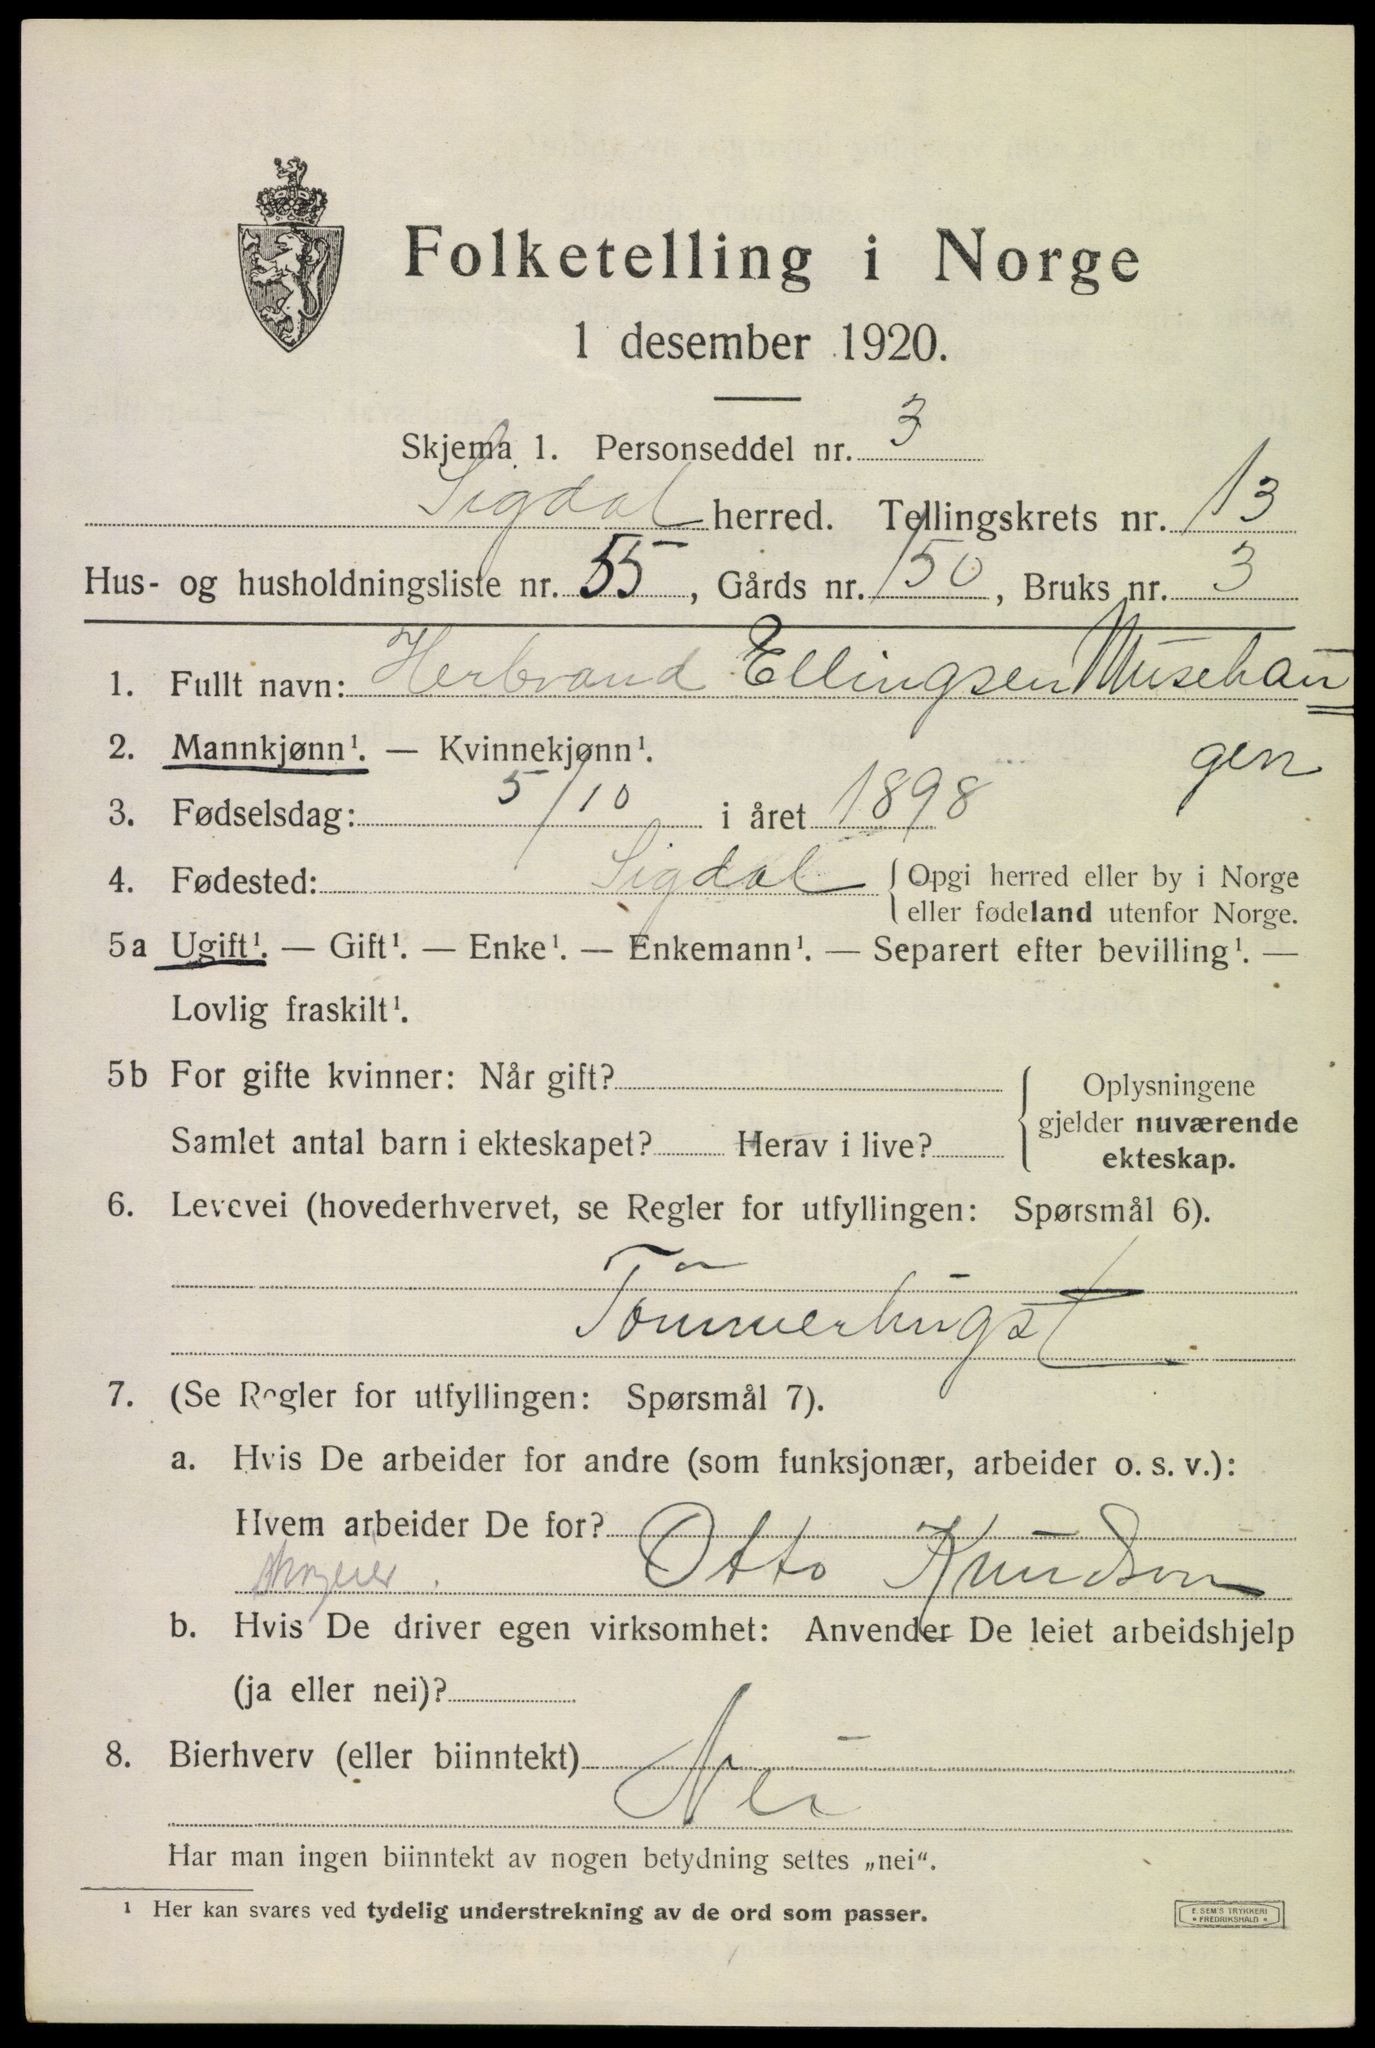 Folketelling i Norge
1 desember 1920.
Skjema 1. Personseddel nr. 3
Sigdal herred. Tellingskrets nr. 13
Hus- og husholdningsliste nr. 55, Gårds nr. 150, Bruks nr. 3
1. Fullt navn: Herbrand Ellingsen Musehau
gen
2. Mannkjønn¹. — Kvinnekjønn¹.
3. Fødselsdag: 5/10 i året 1898
4. Fødested: Sigdal { Opgi herred eller by i Norge
eller fødeland utenfor Norge.
5a Ugift¹. — Gift¹. — Enke¹. — Enkemann¹. — Separert efter bevilling¹. —
Lovlig fraskilt¹.
5b For gifte kvinner: Når gift?
Samlet antal barn i ekteskapet? Herav i live?
{ Oplysningene
gjelder nuværende
ekteskap.
6. Levevei (hovederhvervet, se Regler for utfyllingen: Spørsmål 6).
Tömmerhugst
7. (Se Regler for utfyllingen: Spørsmål 7).
a. Hvis De arbeider for andre (som funksjonær, arbeider o. s. v.):
Hvem arbeider De for?
Otto Knudsen
b. Hvis De driver egen virksomhet: Anvender De leiet arbeidshjelp
(ja eller nei)?
8. Bierhverv (eller biinntekt)
Nei
Har man ingen biinntekt av nogen betydning settes „nei“.
1 Her kan svares ved tydelig understrekning av de ord som passer.
E. SEM'S TRYKKERI
* FREDRIKSHALD *